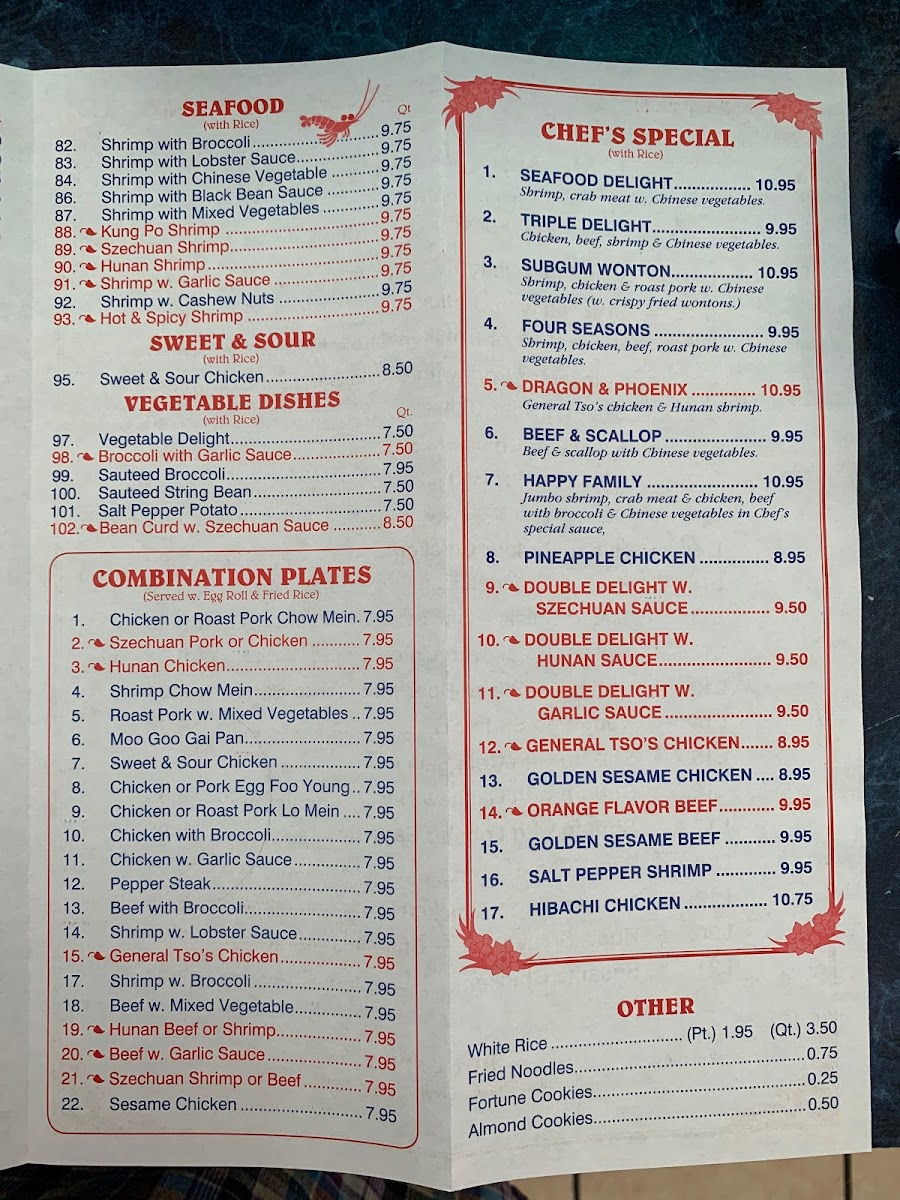 SEAFOOD
(with Rice)
Qt
82. Shrimp with Broccoli 9.75
83. Shrimp with Lobster Sauce 9.75
84. Shrimp with Chinese Vegetable 9.75
86. Shrimp with Black Bean Sauce 9.75
87. Shrimp with Mixed Vegetables 9.75
88. Kung Po Shrimp 9.75
89. Szechuan Shrimp 9.75
90. Hunan Shrimp 9.75
91. Shrimp w. Garlic Sauce 9.75
92. Shrimp w. Cashew Nuts 9.75
93. Hot & Spicy Shrimp 9.75
SWEET & SOUR
(with Rice)
95. Sweet & Sour Chicken 8.50
VEGETABLE DISHES
(with Rice)
Qt.
97. Vegetable Delight 7.50
98. Broccoli with Garlic Sauce 7.50
99. Sauteed Broccoli 7.95
100. Sauteed String Bean 7.50
101. Salt Pepper Potato 7.50
102. Bean Curd w. Szechuan Sauce 8.50
COMBINATION PLATES
(Served w. Egg Roll & Fried Rice)
1. Chicken or Roast Pork Chow Mein. 7.95
2. Szechuan Pork or Chicken 7.95
3. Hunan Chicken 7.95
4. Shrimp Chow Mein 7.95
5. Roast Pork w. Mixed Vegetables 7.95
6. Moo Goo Gai Pan 7.95
7. Sweet & Sour Chicken 7.95
8. Chicken or Pork Egg Foo Young 7.95
9. Chicken or Roast Pork Lo Mein 7.95
10. Chicken with Broccoli 7.95
11. Chicken w. Garlic Sauce 7.95
12. Pepper Steak 7.95
13. Beef with Broccoli 7.95
14. Shrimp w. Lobster Sauce 7.95
15. General Tso's Chicken 7.95
17. Shrimp w. Broccoli 7.95
18. Beef w. Mixed Vegetable 7.95
19. Hunan Beef or Shrimp 7.95
20. Beef w. Garlic Sauce 7.95
21. Szechuan Shrimp or Beef 7.95
22. Sesame Chicken 7.95
CHEF'S SPECIAL
(with Rice)
1. SEAFOOD DELIGHT 10.95
Shrimp, crab meat w. Chinese vegetables.
2. TRIPLE DELIGHT 9.95
Chicken, beef, shrimp & Chinese vegetables.
3. SUBGUM WONTON 10.95
Shrimp, chicken & roast pork w. Chinese
vegetables (w. crispy fried wontons.)
4. FOUR SEASONS 9.95
Shrimp, chicken, beef, roast pork w. Chinese
vegetables.
5. DRAGON & PHOENIX 10.95
General Tso's chicken & Hunan shrimp.
6. BEEF & SCALLOP 9.95
Beef & scallop with Chinese vegetables.
7. HAPPY FAMILY 10.95
Jumbo shrimp, crab meat & chicken, beef
with broccoli & Chinese vegetables in Chef's
special sauce,
8. PINEAPPLE CHICKEN 8.95
9. DOUBLE DELIGHT W.
SZECHUAN SAUCE 9.50
10. DOUBLE DELIGHT W.
HUNAN SAUCE 9.50
11. DOUBLE DELIGHT W.
GARLIC SAUCE 9.50
12. GENERAL TSO'S CHICKEN 8.95
13. GOLDEN SESAME CHICKEN 8.95
14. ORANGE FLAVOR BEEF 9.95
15. GOLDEN SESAME BEEF 9.95
16. SALT PEPPER SHRIMP 9.95
17. HIBACHI CHICKEN 10.75
OTHER
White Rice (Pt.) 1.95 (Qt.) 3.50
Fried Noodles 0.75
Fortune Cookies 0.25
Almond Cookies 0.50